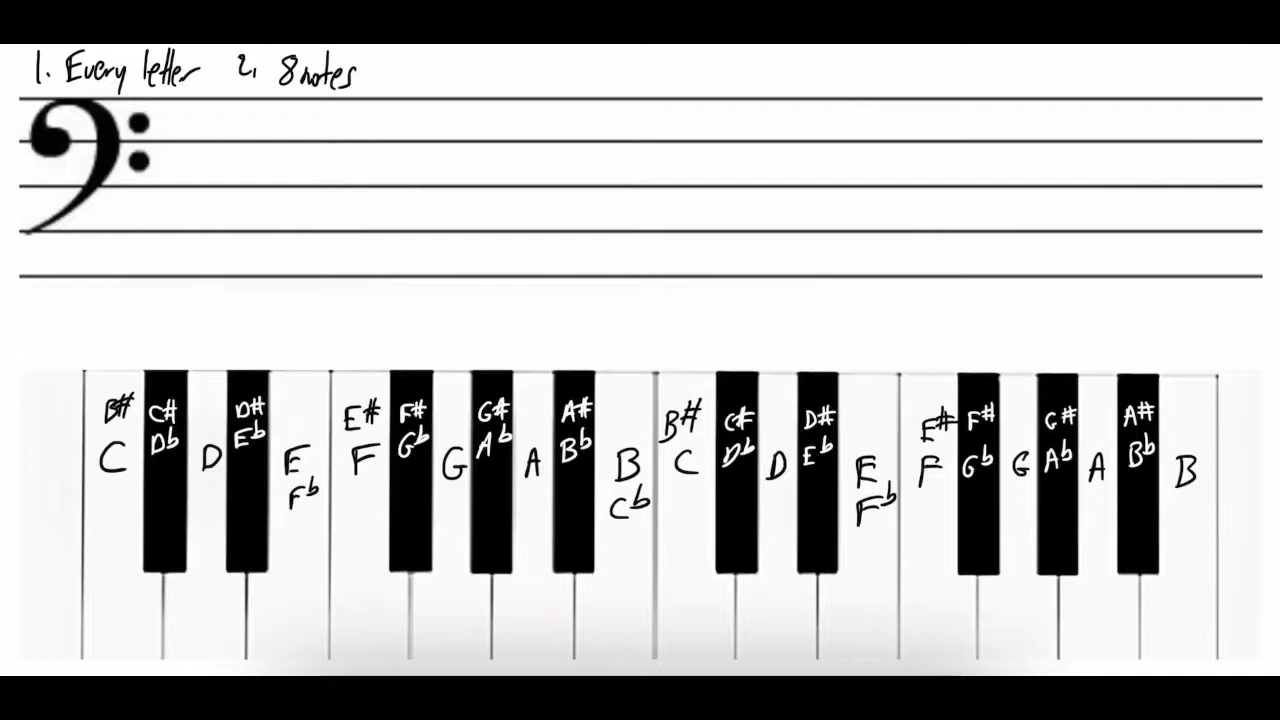 1. Every letter 2. 8 notes
B# C# D# E# F# G# A# B# C# D# E# F# G# A#
C Db D Eb E F Gb G Ab A Bb B C Db D Eb E F Gb G Ab A Bb B
Fb Cb Fb